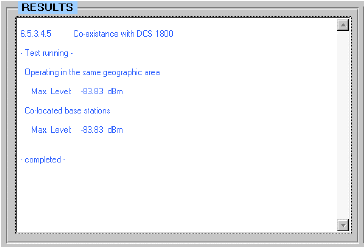 RESULTS
6.5.3.4.5 Co-existance with DCS 1800
- Test running -
Operating in the same geographic area
Max. Level: -83.83 dBm
Co-located base stations
Max. Level: -83.83 dBm
- completed -